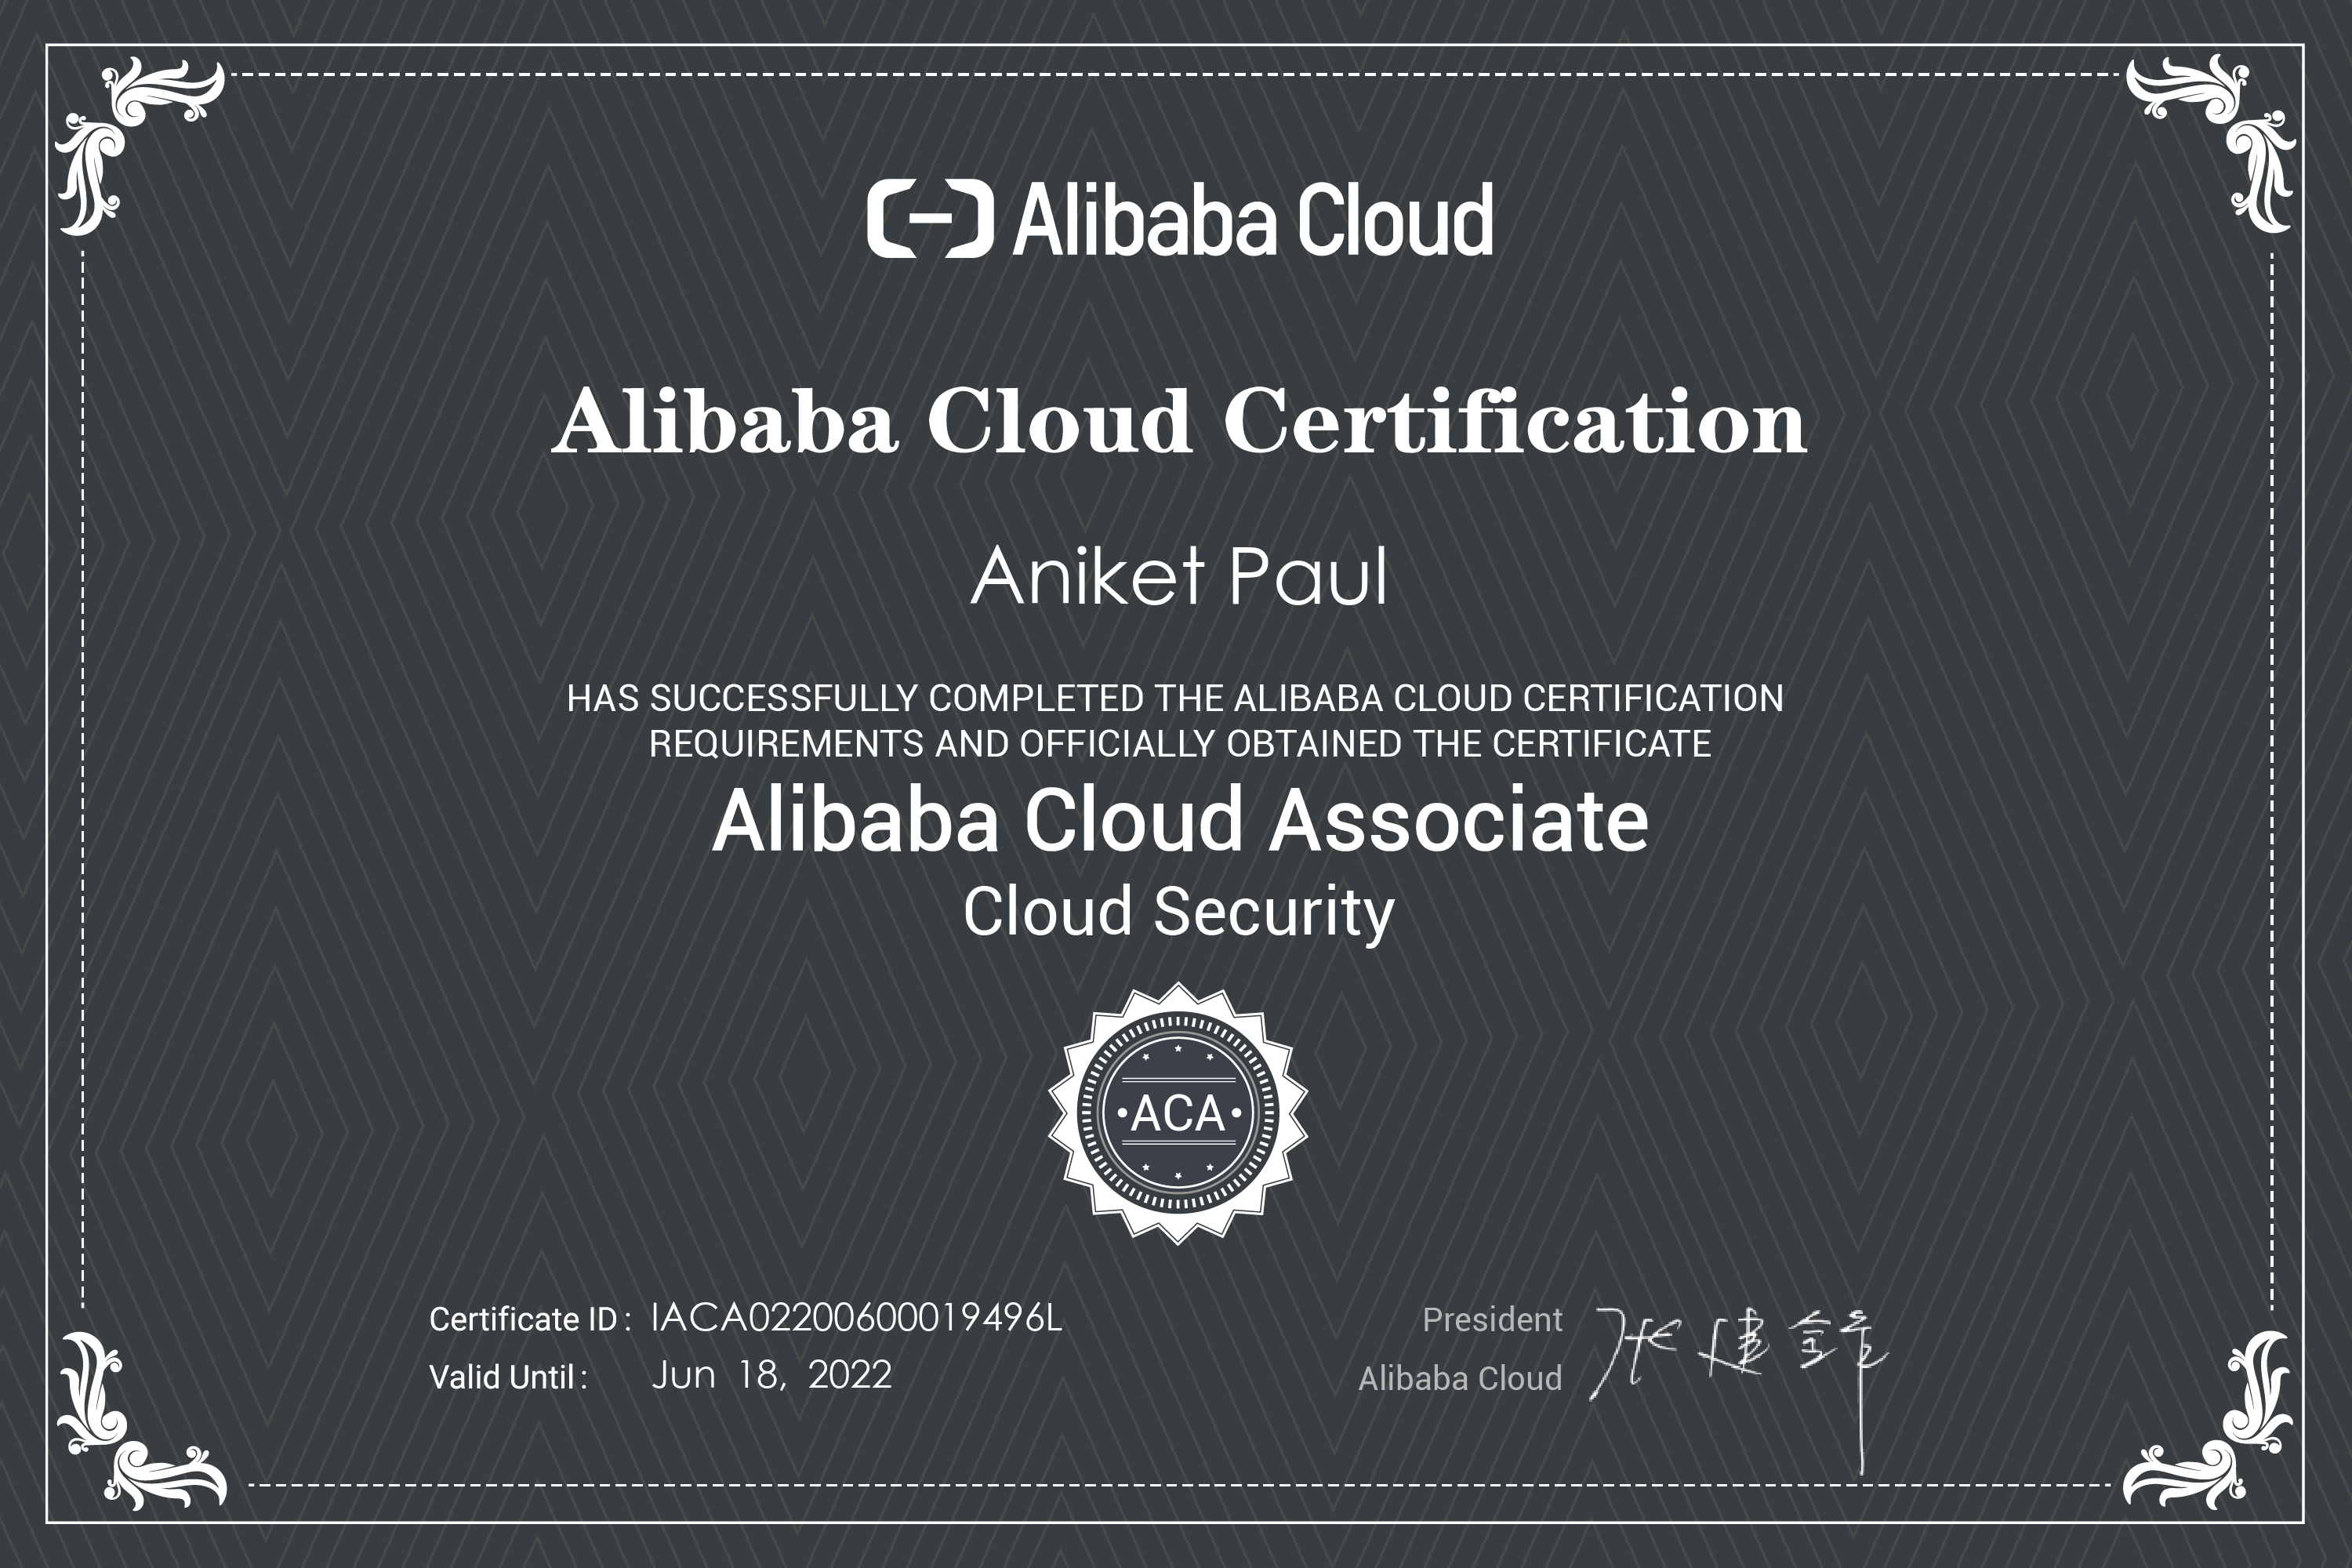 Alibaba Cloud
Alibaba Cloud Certification
Aniket Paul
HAS SUCCESSFULLY COMPLETED THE ALIBABA CLOUD CERTIFICATION
REQUIREMENTS AND OFFICIALLY OBTAINED THE CERTIFICATE
Alibaba Cloud Associate
Cloud Security
•ACA•
Certificate ID : IACA02200600019496L
Valid Until : Jun 18, 2022
President
Alibaba Cloud
张建锋